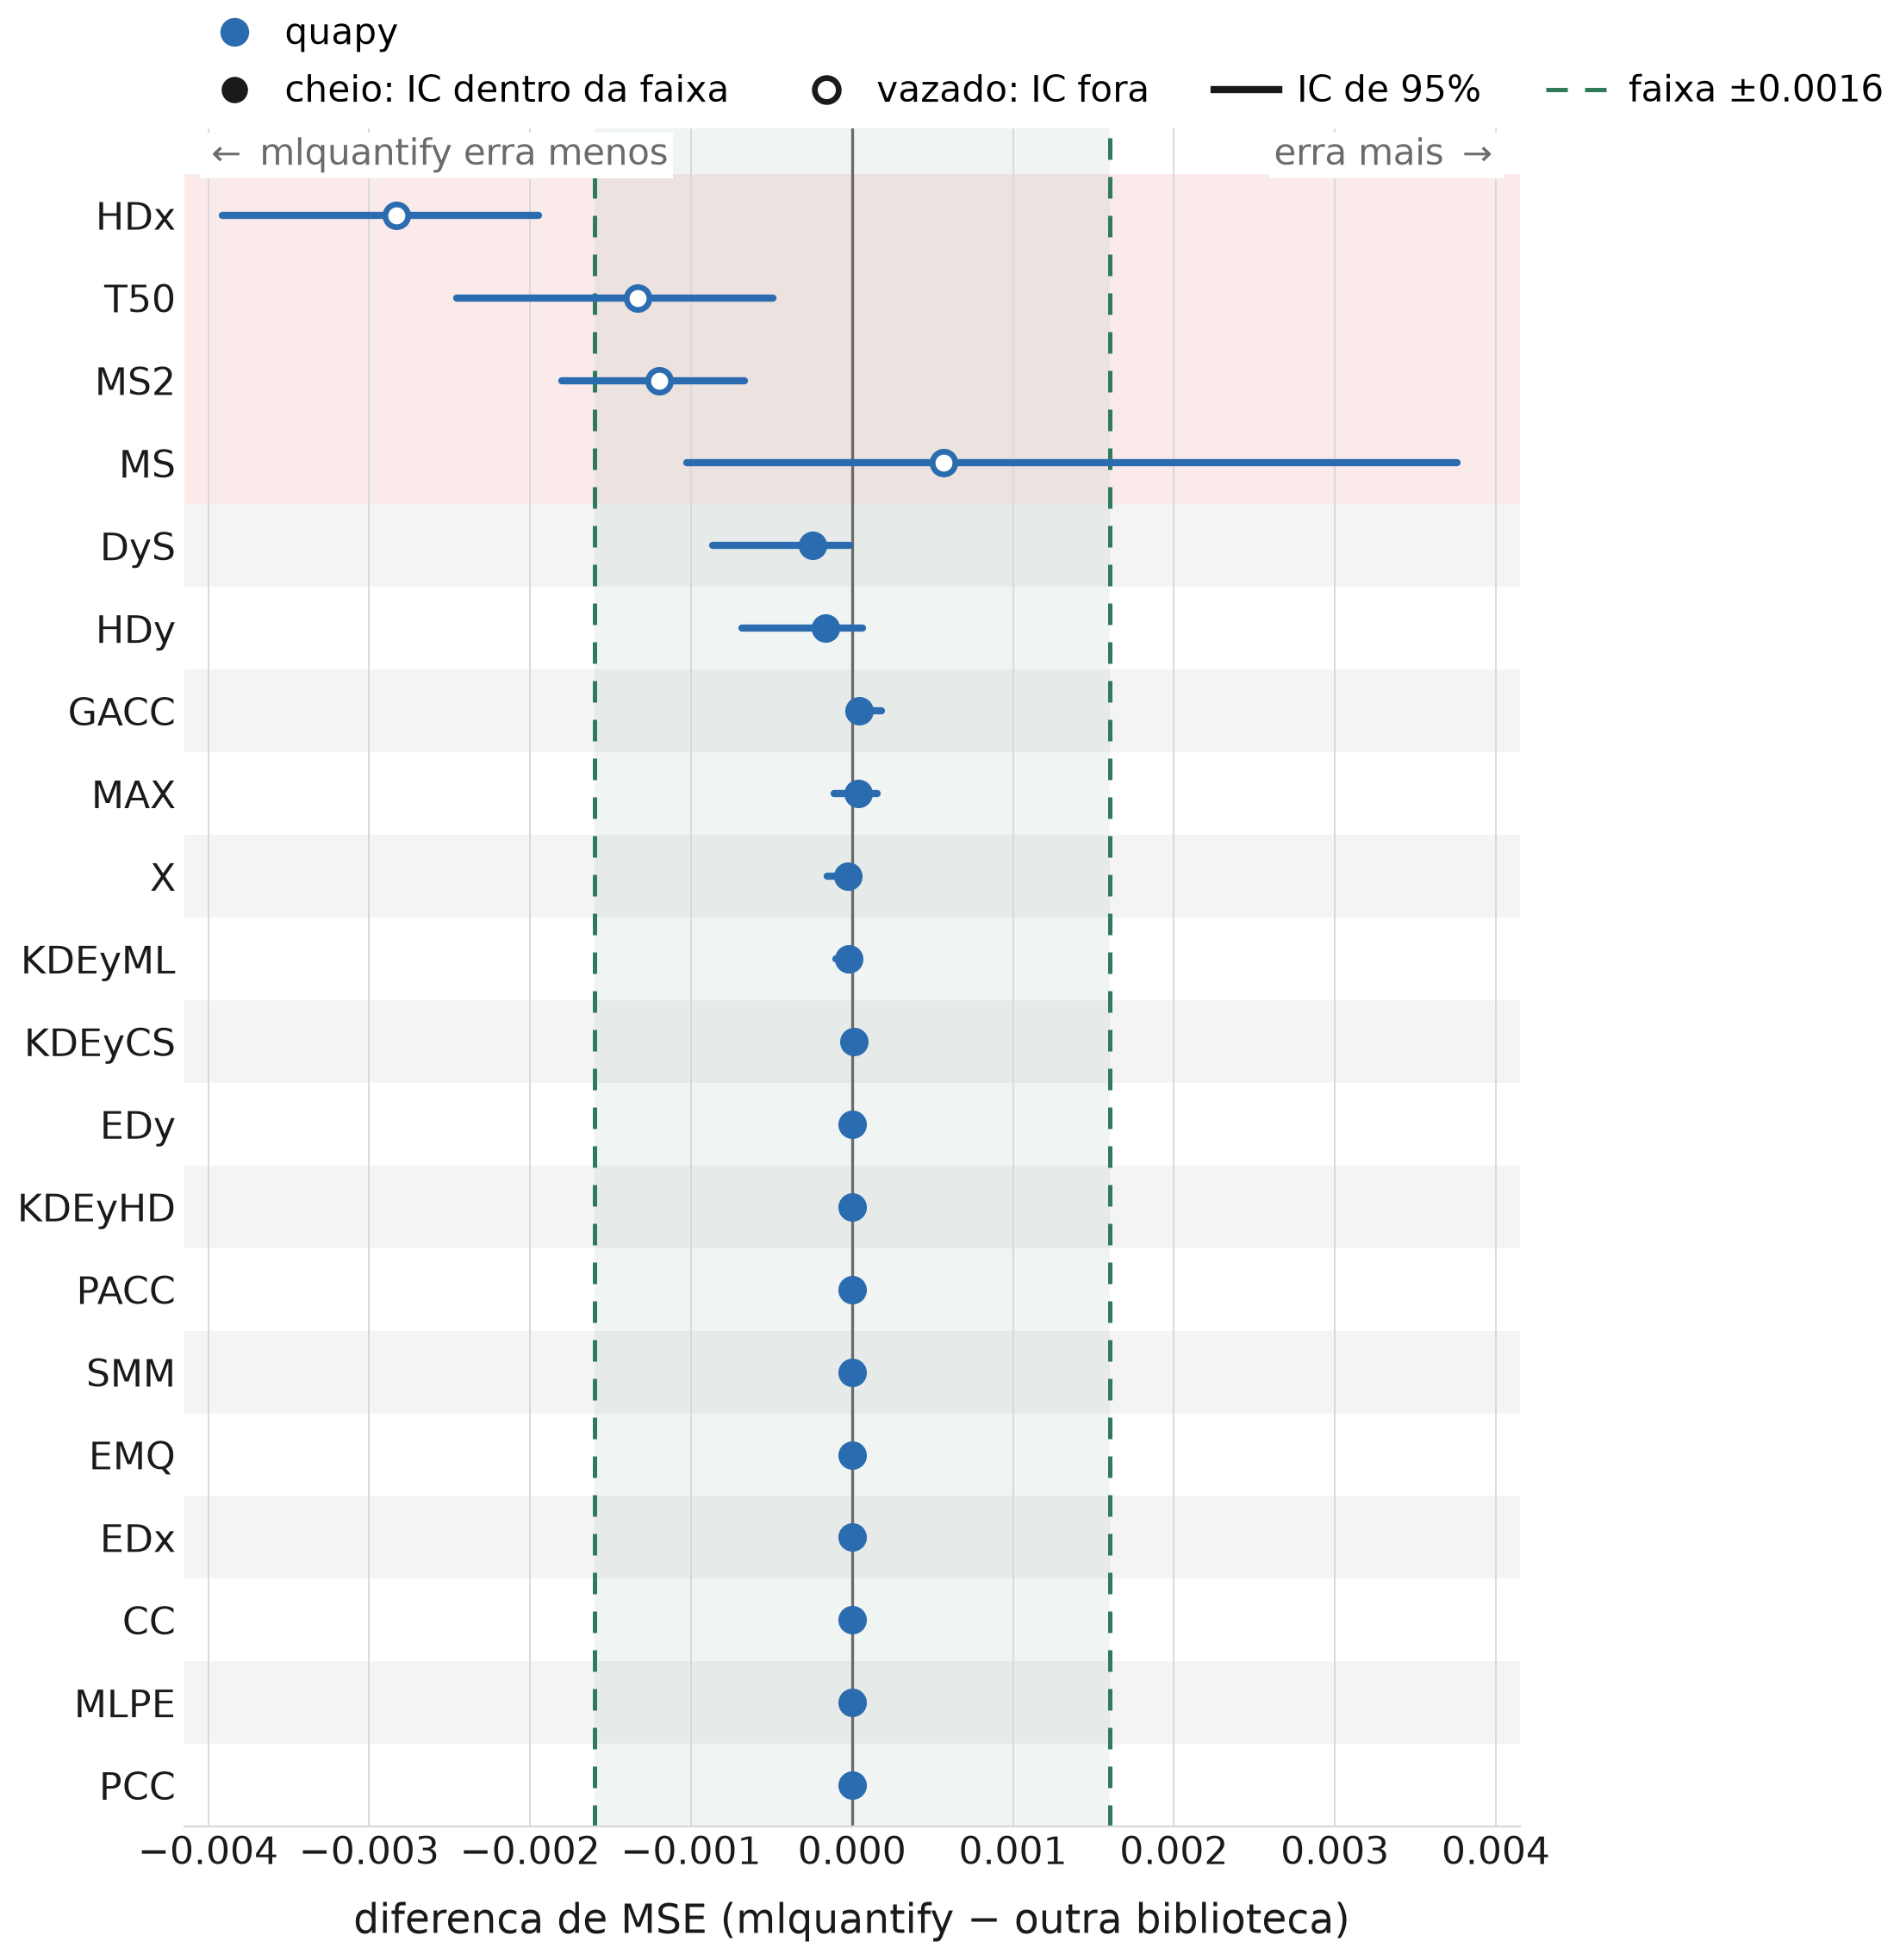 quapy
cheio: IC dentro da faixa
vazado: IC fora
IC de 95%
faixa ±0.0016
← mlquantify erra menos
erra mais →
HDx
T50
MS2
MS
DyS
HDy
GACC
MAX
X
KDEyML
KDEyCS
EDy
KDEyHD
PACC
SMM
EMQ
EDx
CC
MLPE
PCC
−0.004 −0.003 −0.002 −0.001 0.000 0.001 0.002 0.003 0.004
diferenca de MSE (mlquantify − outra biblioteca)